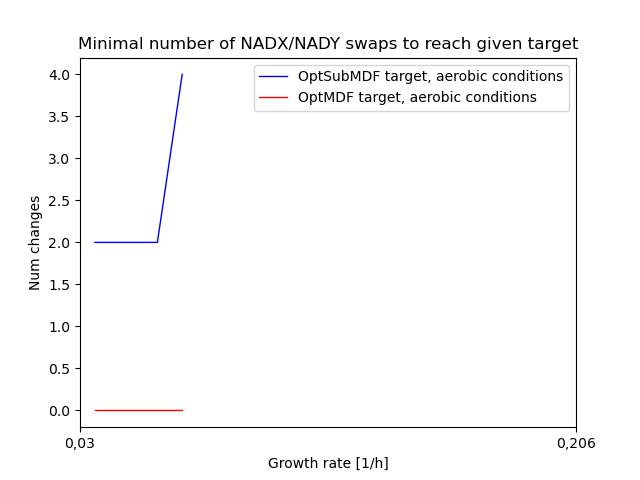 Minimal number of NADX/NADY swaps to reach given target
OptSubMDF target, aerobic conditions
OptMDF target, aerobic conditions
4.0
3.5
3.0
2.5
2.0
1.5
1.0
0.5
0.0
Num changes
0,03
0,206
Growth rate [1/h]